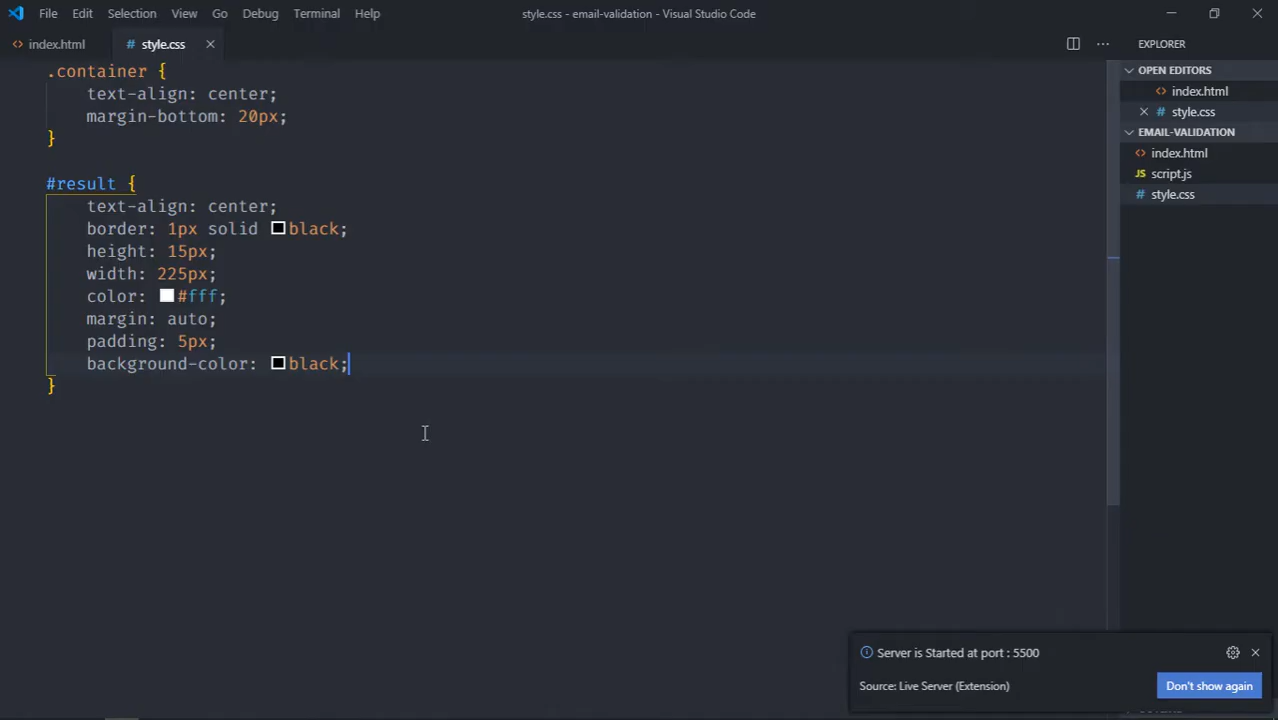 File Edit Selection View Go Debug Terminal Help
style.css - email-validation - Visual Studio Code
index.html
style.css
EXPLORER
.container {
text-align: center;
margin-bottom: 20px;
}
#result {
text-align: center;
border: 1px solid black;
height: 15px;
width: 225px;
color: #fff;
margin: auto;
padding: 5px;
background-color: black;
}
OPEN EDITORS
index.html
style.css
EMAIL-VALIDATION
index.html
JS script.js
style.css
Server is Started at port : 5500
Source: Live Server (Extension)
Don't show again